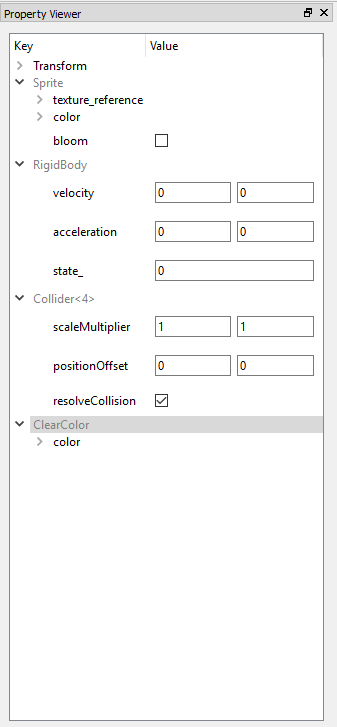 Property Viewer
Key Value
Transform
Sprite
texture_reference
color
bloom
RigidBody
velocity 0 0
acceleration 0 0
state_ 0
Collider<4>
scaleMultiplier 1 1
positionOffset 0 0
resolveCollision
ClearColor
color